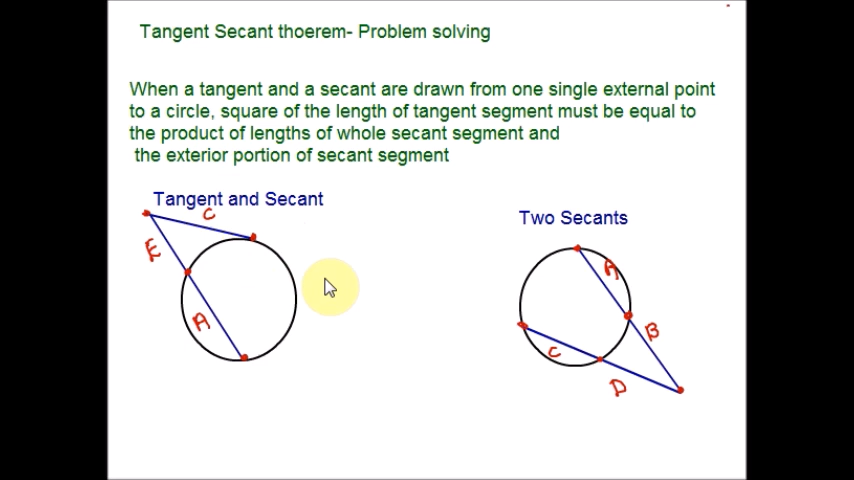 Tangent Secant thoerem- Problem solving
When a tangent and a secant are drawn from one single external point
to a circle, square of the length of tangent segment must be equal to
the product of lengths of whole secant segment and
the exterior portion of secant segment
Tangent and Secant
C
E
A
Two Secants
A
B
C
D